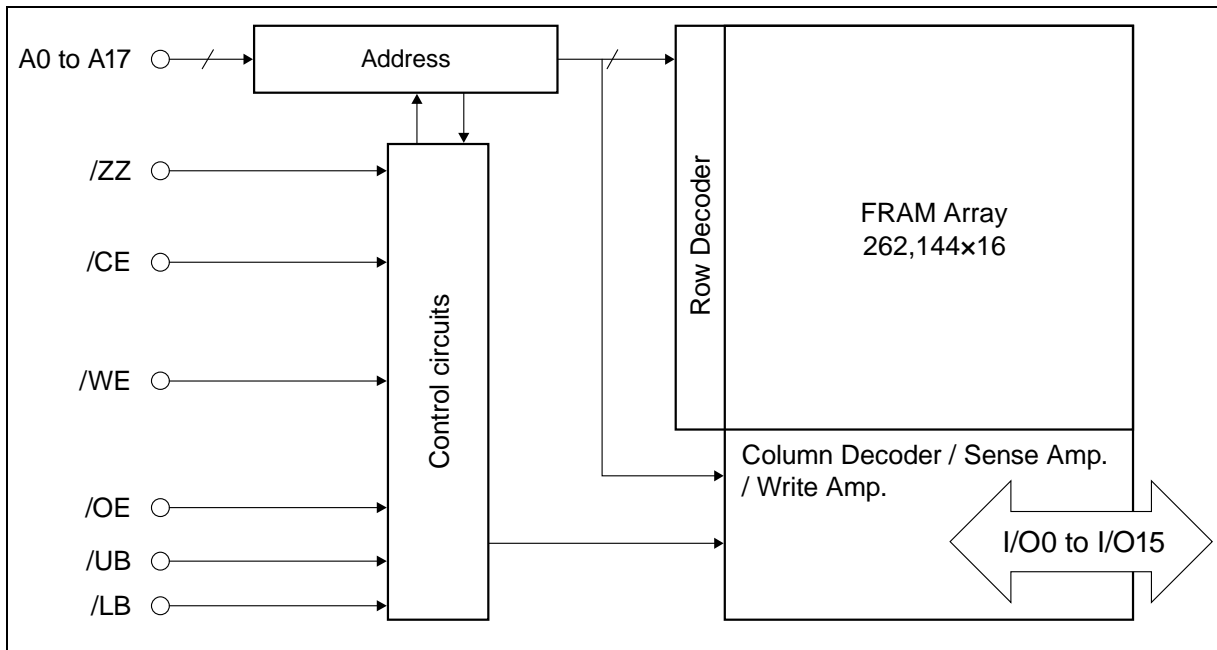 A0 to A17
Address
/ZZ
/CE
/WE
/OE
/UB
/LB
Control circuits
Row Decoder
FRAM Array
262,144×16
Column Decoder / Sense Amp.
/ Write Amp.
I/O0 to I/O15